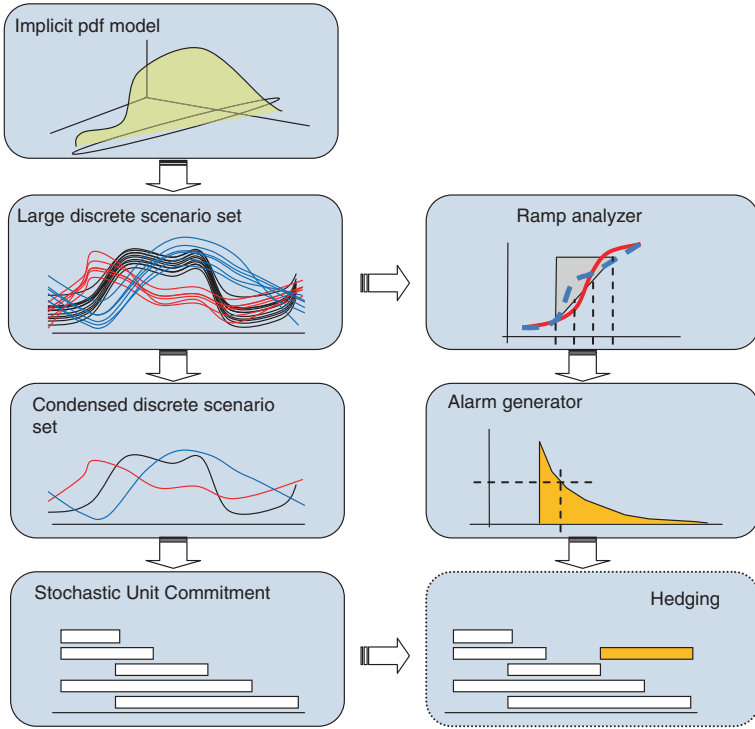 Implicit pdf model
Large discrete scenario set
Ramp analyzer
Condensed discrete scenario
set
Alarm generator
Stochastic Unit Commitment
Hedging